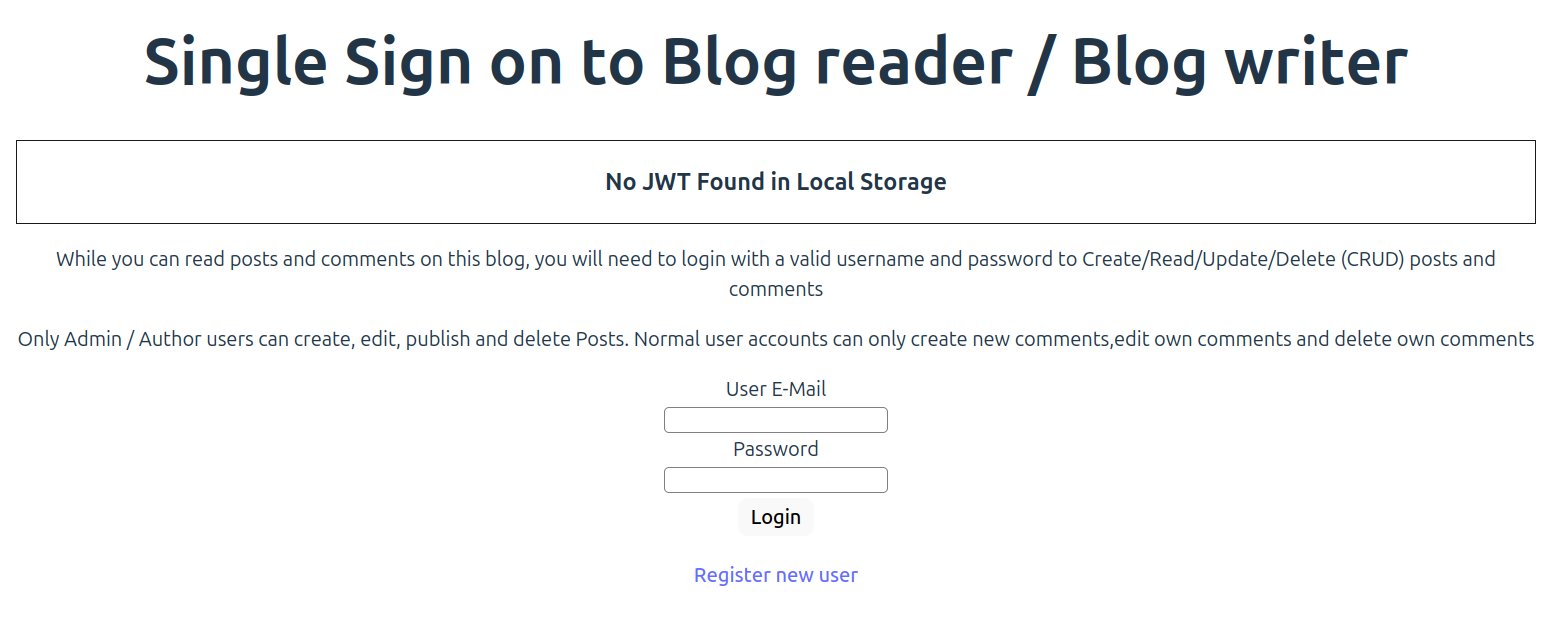 Single Sign on to Blog reader / Blog writer
No JWT Found in Local Storage
While you can read posts and comments on this blog, you will need to login with a valid username and password to Create/Read/Update/Delete (CRUD) posts and
comments
Only Admin / Author users can create, edit, publish and delete Posts. Normal user accounts can only create new comments,edit own comments and delete own comments
User E-Mail
Password
Login
Register new user